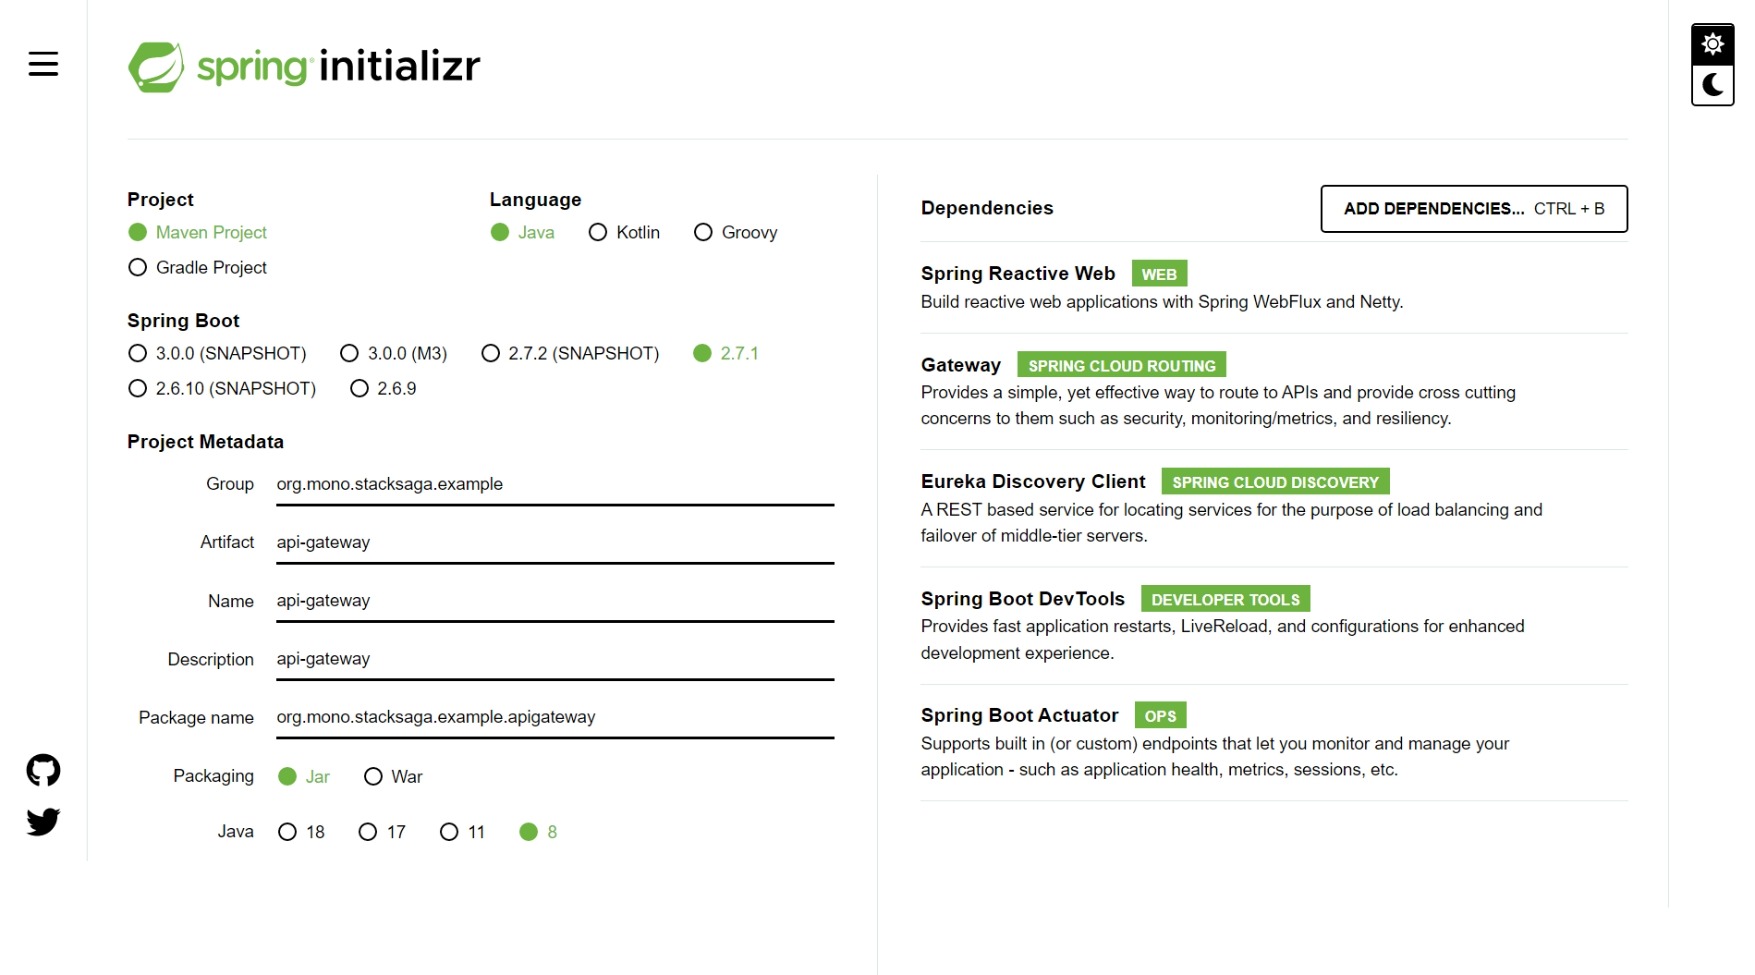 spring initializr
Project
Maven Project
Gradle Project
Language
Java Kotlin Groovy
Spring Boot
3.0.0 (SNAPSHOT) 3.0.0 (M3) 2.7.2 (SNAPSHOT) 2.7.1
2.6.10 (SNAPSHOT) 2.6.9
Project Metadata
Group org.mono.stacksaga.example
Artifact api-gateway
Name api-gateway
Description api-gateway
Package name org.mono.stacksaga.example.apigateway
Packaging Jar War
Java 18 17 11 8
Dependencies
ADD DEPENDENCIES... CTRL + B
Spring Reactive Web WEB
Build reactive web applications with Spring WebFlux and Netty.
Gateway SPRING CLOUD ROUTING
Provides a simple, yet effective way to route to APIs and provide cross cutting
concerns to them such as security, monitoring/metrics, and resiliency.
Eureka Discovery Client SPRING CLOUD DISCOVERY
A REST based service for locating services for the purpose of load balancing and
failover of middle-tier servers.
Spring Boot DevTools DEVELOPER TOOLS
Provides fast application restarts, LiveReload, and configurations for enhanced
development experience.
Spring Boot Actuator OPS
Supports built in (or custom) endpoints that let you monitor and manage your
application - such as application health, metrics, sessions, etc.